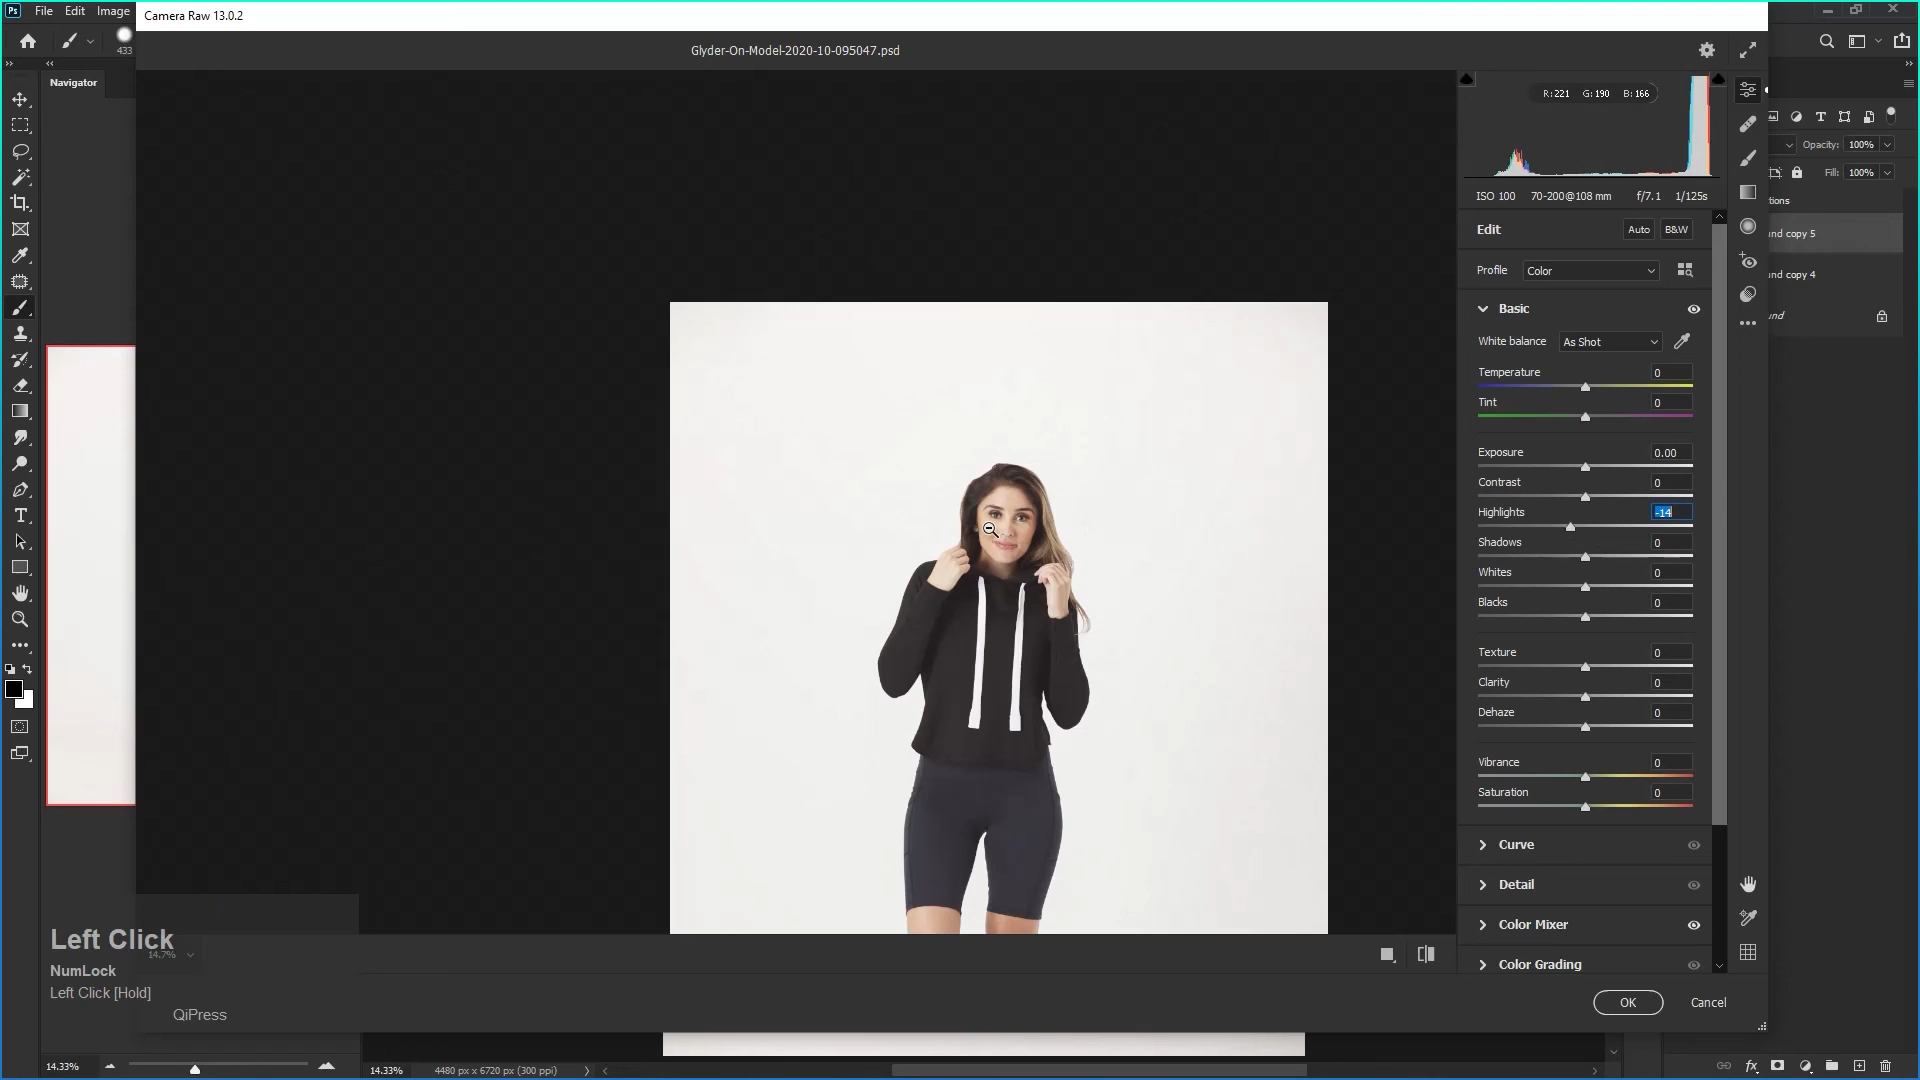 Ps File Edit Image
Camera Raw 13.0.2
433
Glyder-On-Model-2020-10-095047.psd
Navigator
R:221 G:190 B:166
Opacity: 100%
Fill: 100%
ISO 100 70-200@108 mm f/7.1 1/125s
tions
Edit Auto B&W
nd copy 5
Profile Color
nd copy 4
Basic
und
White balance As Shot
Temperature 0
Tint 0
Exposure 0.00
Contrast 0
Highlights -14
Shadows 0
Whites 0
Blacks 0
Texture 0
Clarity 0
Dehaze 0
Vibrance 0
Saturation 0
Curve
Detail
Color Mixer
Color Grading
Left Click
14.7%
NumLock
Left Click [Hold]
QiPress
OK Cancel
14.33%
14.33% 4480 px x 6720 px (300 ppi)
fx